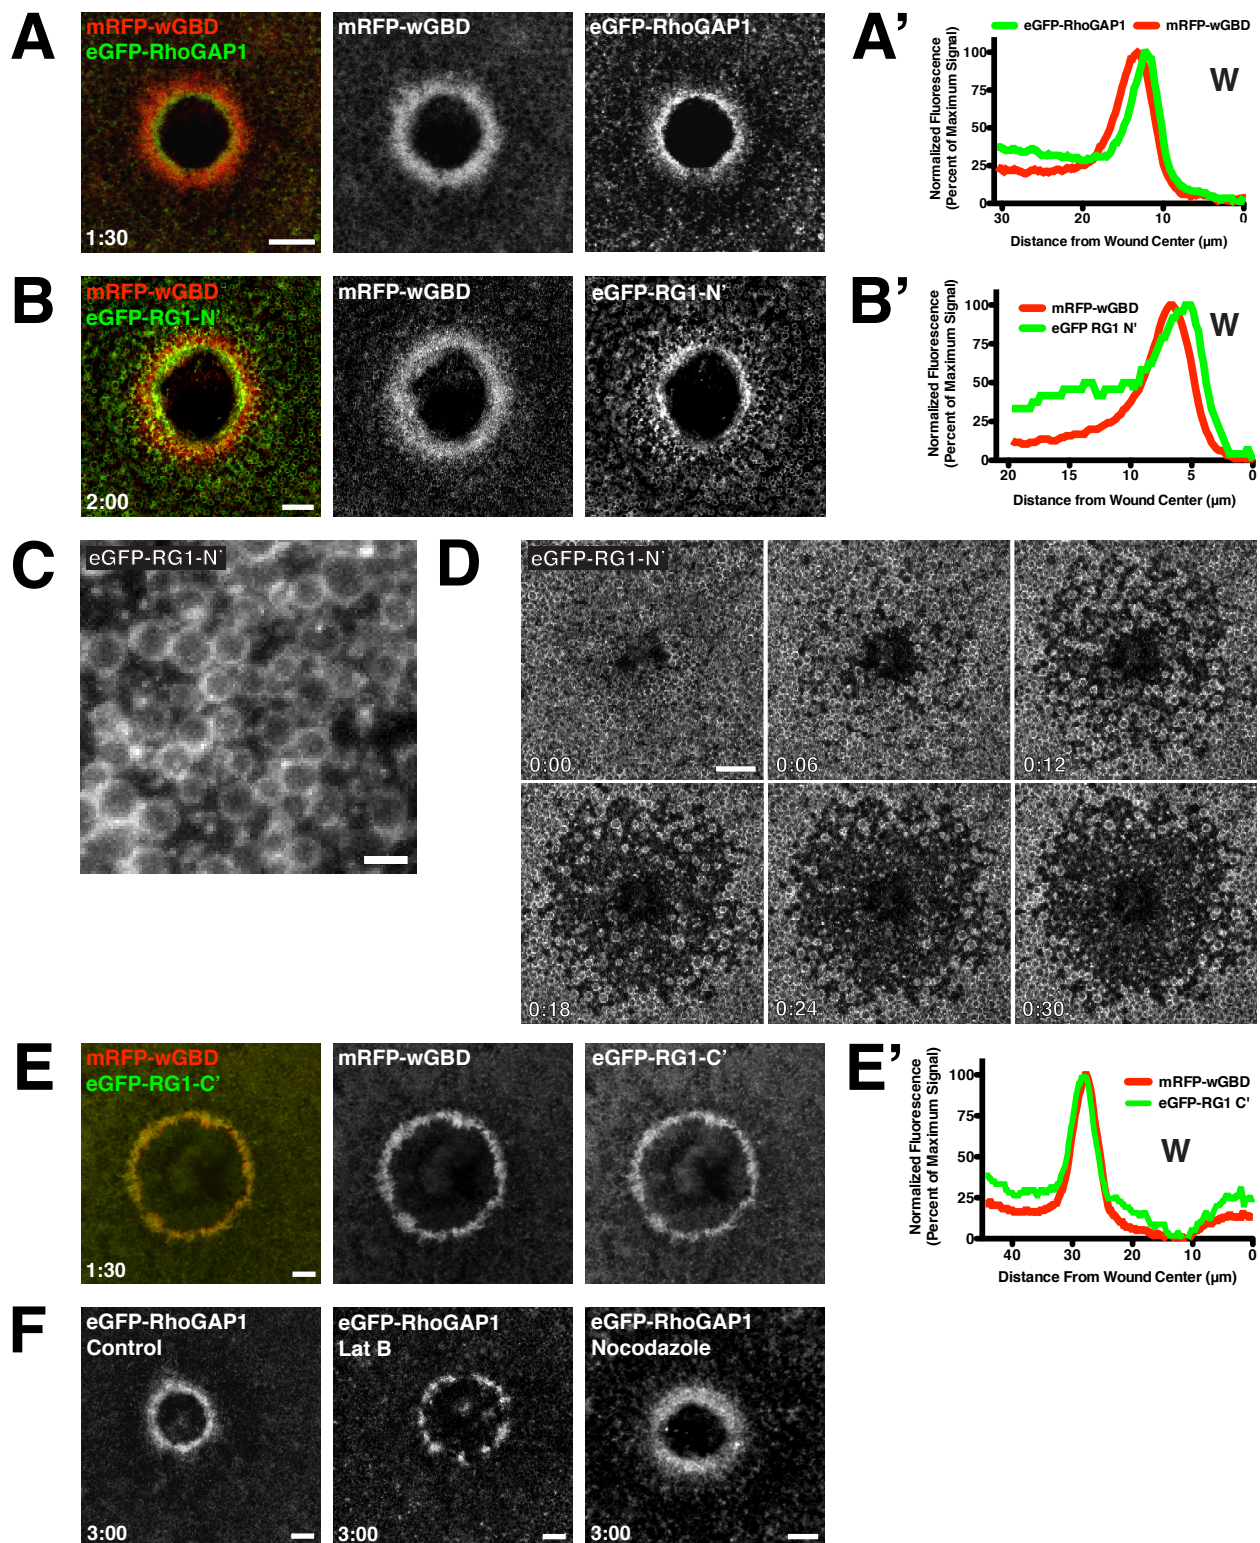 A
mRFP-wGBD
eGFP-RhoGAP1
1:30
mRFP-wGBD
eGFP-RhoGAP1
A'
eGFP-RhoGAP1 mRFP-wGBD
Normalized Fluorescence
(Percent of Maximum Signal)
100
75
50
25
0
W
30 20 10 0
Distance from Wound Center (µm)
B
mRFP-wGBD
eGFP-RG1-N'
2:00
mRFP-wGBD
eGFP-RG1-N'
B'
mRFP-wGBD
eGFP RG1 N'
Normalized Fluorescence
(Percent of Maximum Signal)
100
75
50
25
0
W
20 15 10 5 0
Distance from Wound Center (µm)
C
eGFP-RG1-N'
D
eGFP-RG1-N'
0:00
0:06
0:12
0:18
0:24
0:30
E
mRFP-wGBD
eGFP-RG1-C'
1:30
mRFP-wGBD
eGFP-RG1-C'
E'
mRFP-wGBD
eGFP-RG1 C'
Normalized Fluorescence
(Percent of Maximum Signal)
100
75
50
25
0
W
40 30 20 10 0
Distance From Wound Center (µm)
F
eGFP-RhoGAP1
Control
3:00
eGFP-RhoGAP1
Lat B
3:00
eGFP-RhoGAP1
Nocodazole
3:00